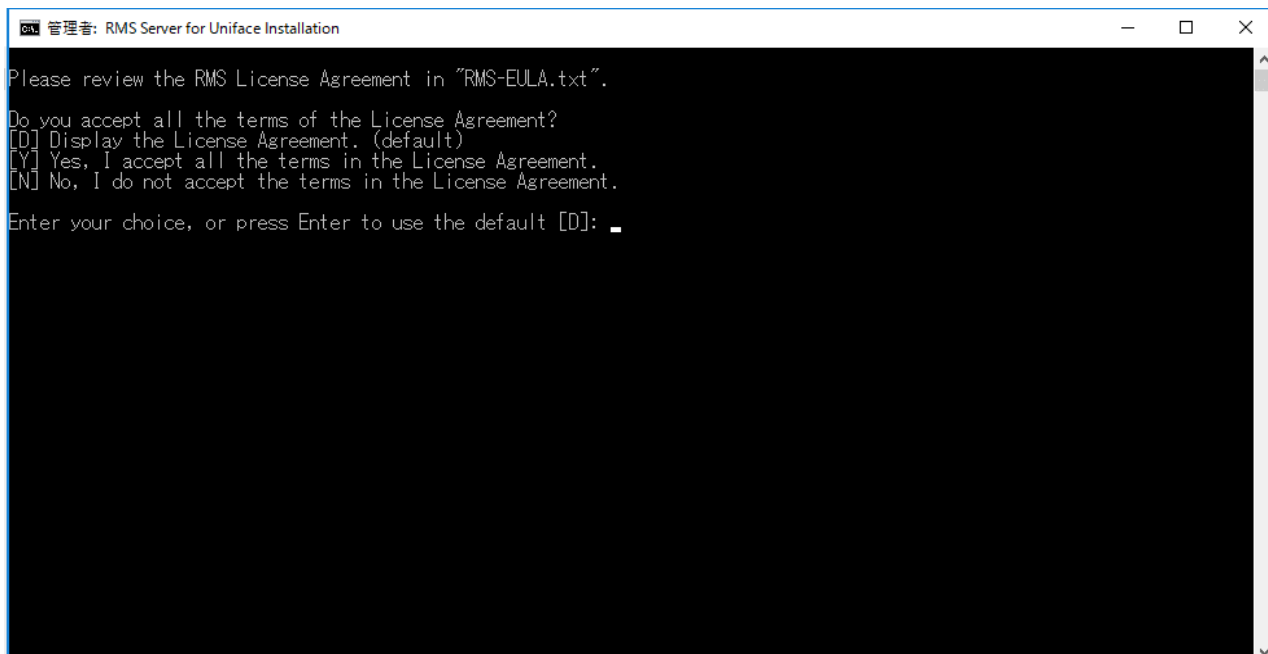 管理者: RMS Server for Uniface Installation
Please review the RMS License Agreement in "RMS-EULA.txt".
Do you accept all the terms of the License Agreement?
[D] Display the License Agreement. (default)
[Y] Yes, I accept all the terms in the License Agreement.
[N] No, I do not accept the terms in the License Agreement.
Enter your choice, or press Enter to use the default [D]: